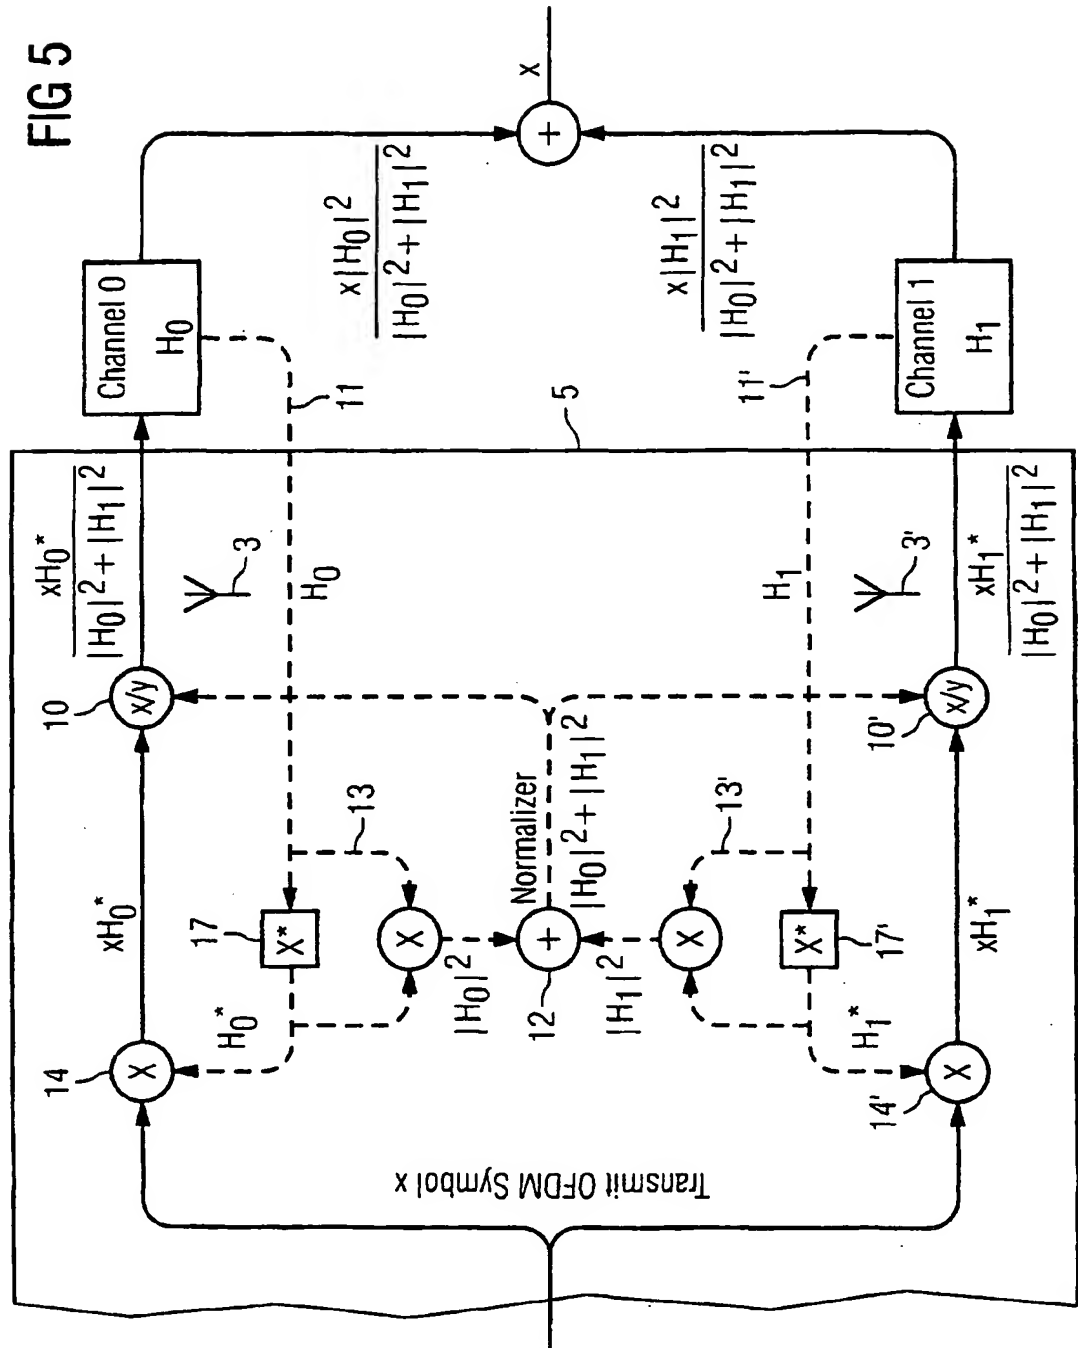 FIG 5
Transmit OFDM Symbol x
14
X
xH0*
10
x/y
xH0*
|H0|2+|H1|2
3
Channel 0
H0
11
H0
17
X*
H0*
13
X
|H0|2
12
+
Normalizer
|H0|2+|H1|2
|H1|2
X
13'
X*
17'
H1*
H1
11'
14'
X
xH1*
10'
x/y
xH1*
|H0|2+|H1|2
3'
5
Channel 1
H1
x|H0|2
|H0|2+|H1|2
x|H1|2
|H0|2+|H1|2
+
x